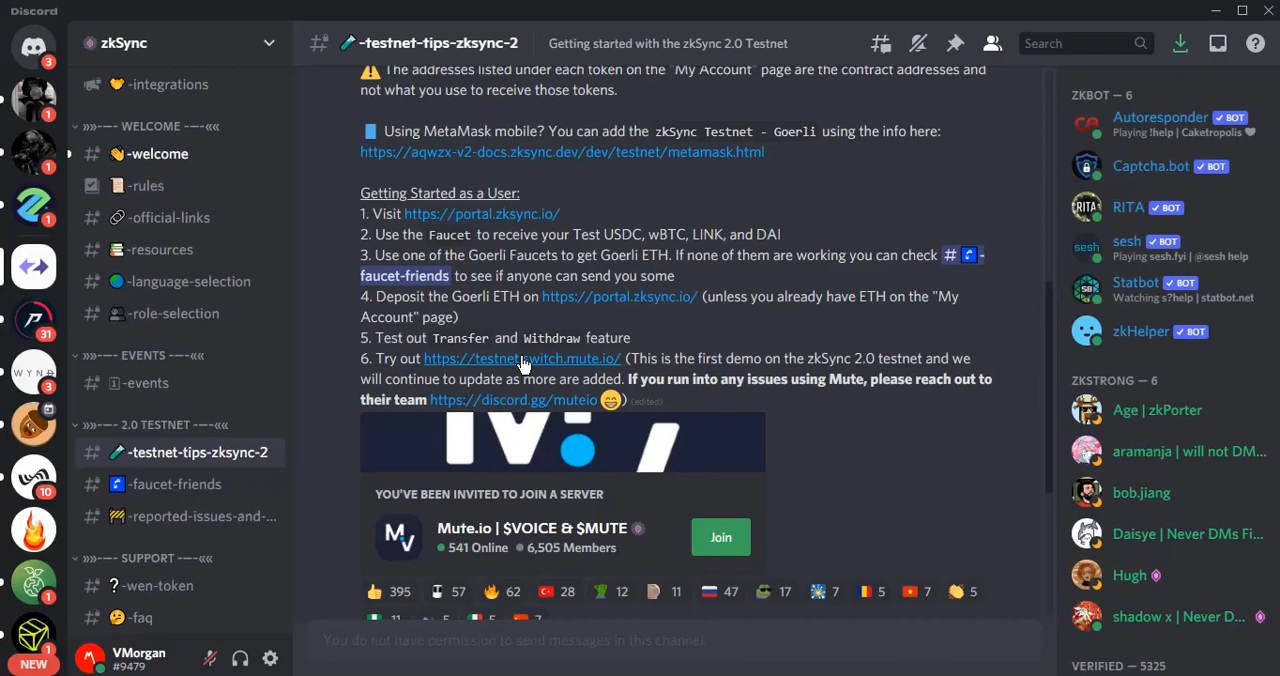 Discord
zkSync
-testnet-tips-zksync-2
Getting started with the zkSync 2.0 Testnet
Search
3
1
1
1
31
3
10
1
1
NEW
-integrations
»»—- WELCOME —-««
-welcome
-rules
-official-links
-resources
-language-selection
-role-selection
»»—- EVENTS —-««
-events
»»—- 2.0 TESTNET —-««
-testnet-tips-zksync-2
-faucet-friends
-reported-issues-and-...
»»—- SUPPORT —-««
-wen-token
-faq
VMorgan
#9479
The addresses listed under each token on the "My Account" page are the contract addresses and
not what you use to receive those tokens.
Using MetaMask mobile? You can add the zkSync Testnet - Goerli using the info here:
https://aqwzx-v2-docs.zksync.dev/dev/testnet/metamask.html
Getting Started as a User:
1. Visit https://portal.zksync.io/
2. Use the Faucet to receive your Test USDC, wBTC, LINK, and DAI
3. Use one of the Goerli Faucets to get Goerli ETH. If none of them are working you can check # -
faucet-friends to see if anyone can send you some
4. Deposit the Goerli ETH on https://portal.zksync.io/ (unless you already have ETH on the "My
Account" page)
5. Test out Transfer and Withdraw feature
6. Try out https://testnet.switch.mute.io/ (This is the first demo on the zkSync 2.0 testnet and we
will continue to update as more are added. If you run into any issues using Mute, please reach out to
their team https://discord.gg/muteio 😄) (edited)
YOU'VE BEEN INVITED TO JOIN A SERVER
Mute.io | $VOICE & $MUTE
541 Online 6,505 Members
Join
395 57 62 28 12 11 47 17 7 5 7 5
You do not have permission to send messages in this channel.
ZKBOT — 6
Autoresponder BOT
Playing !help | Caketropolis
Captcha.bot BOT
RITA BOT
sesh BOT
Playing sesh.fyi | @sesh help
Statbot BOT
Watching s?help | statbot.net
zkHelper BOT
ZKSTRONG — 6
Age | zkPorter
aramanja | will not DM...
bob.jiang
Daisye | Never DMs Fi...
Hugh
shadow x | Never D...
VERIFIED — 5325